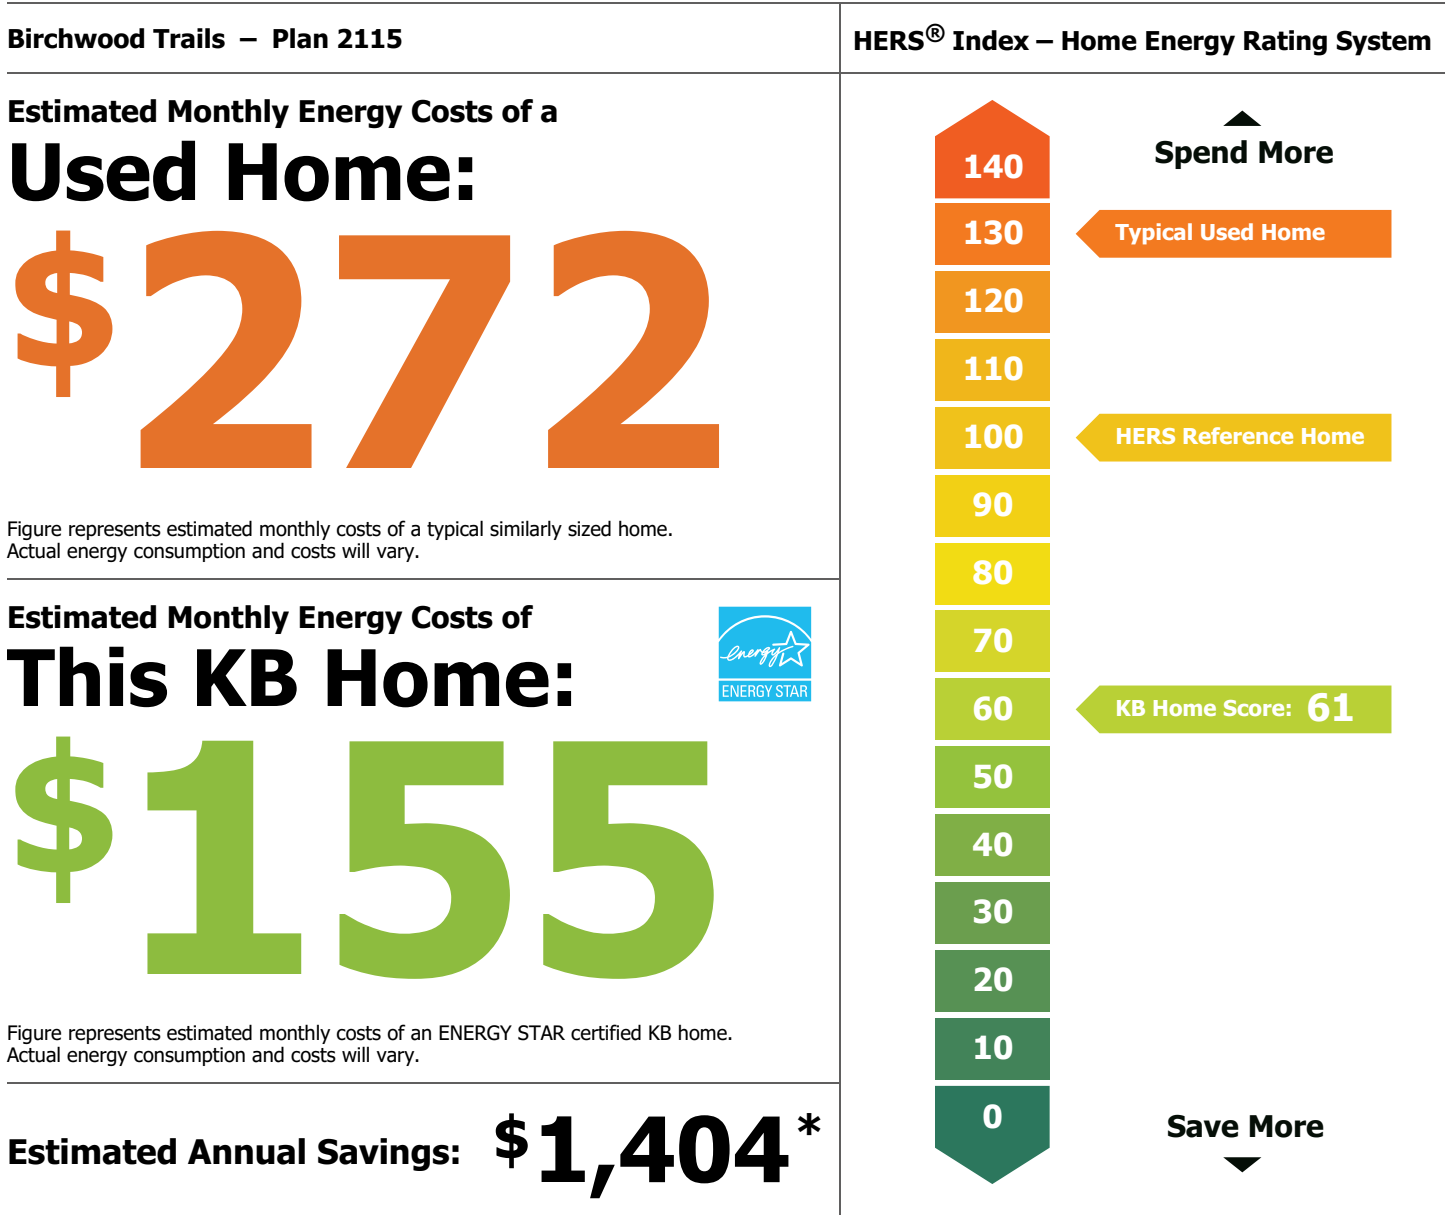 Birchwood Trails – Plan 2115
Estimated Monthly Energy Costs of a
Used Home:
$272
Figure represents estimated monthly costs of a typical similarly sized home.
Actual energy consumption and costs will vary.
Estimated Monthly Energy Costs of
This KB Home:
energy
ENERGY STAR
$155
Figure represents estimated monthly costs of an ENERGY STAR certified KB home.
Actual energy consumption and costs will vary.
Estimated Annual Savings: $1,404*
HERS® Index – Home Energy Rating System
Spend More
140
130 Typical Used Home
120
110
100 HERS Reference Home
90
80
70
60 KB Home Score: 61
50
40
30
20
10
0
Save More